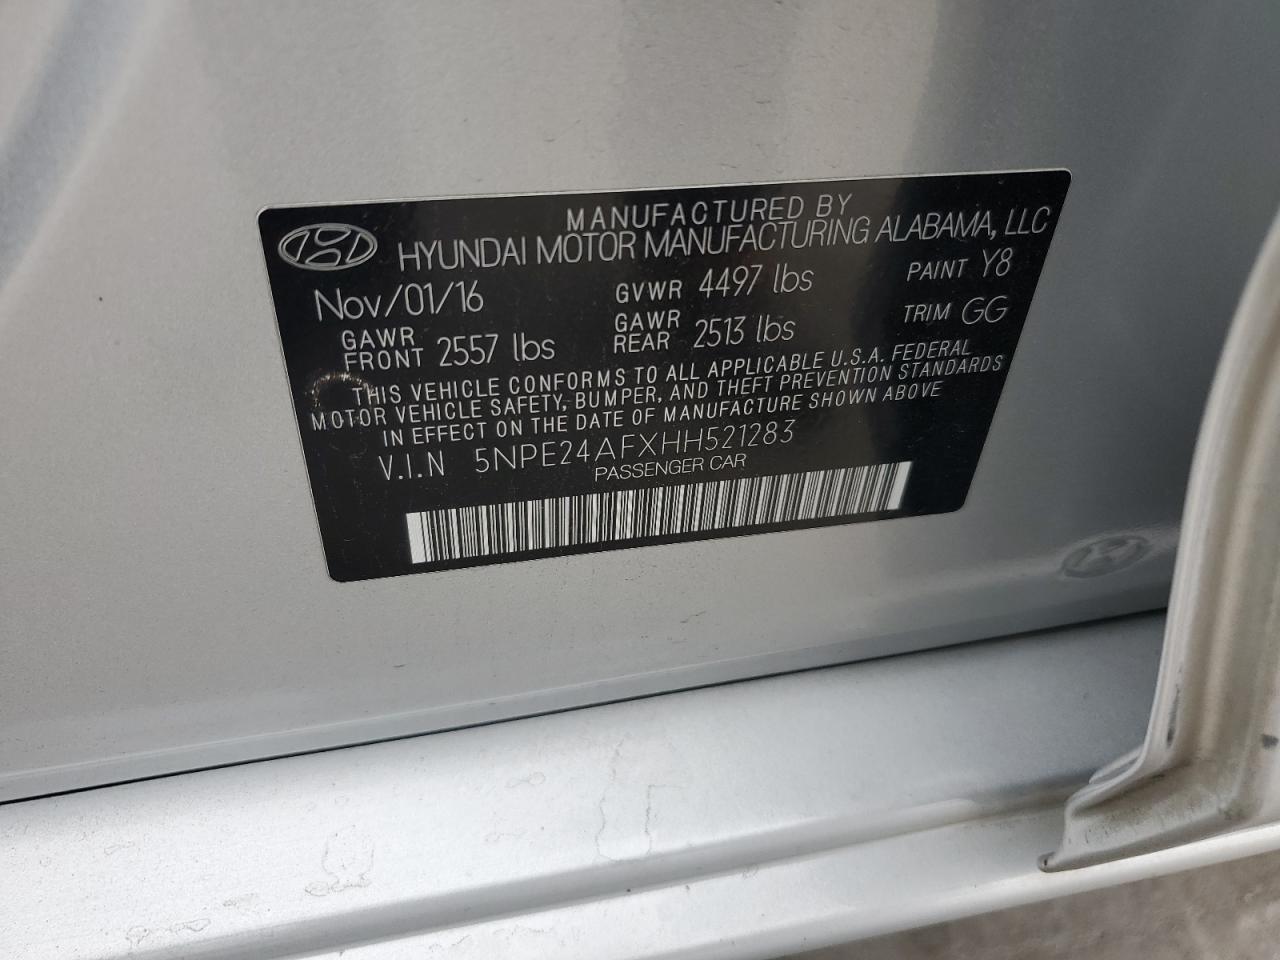 MANUFACTURED BY
HYUNDAI MOTOR MANUFACTURING ALABAMA, LLC
Nov/01/16 GVWR 4497 lbs PAINT Y8
GAWR FRONT 2557 lbs GAWR REAR 2513 lbs TRIM GG
THIS VEHICLE CONFORMS TO ALL APPLICABLE U.S.A. FEDERAL
MOTOR VEHICLE SAFETY, BUMPER, AND THEFT PREVENTION STANDARDS
IN EFFECT ON THE DATE OF MANUFACTURE SHOWN ABOVE
V.I.N 5NPE24AFXHH521283
PASSENGER CAR